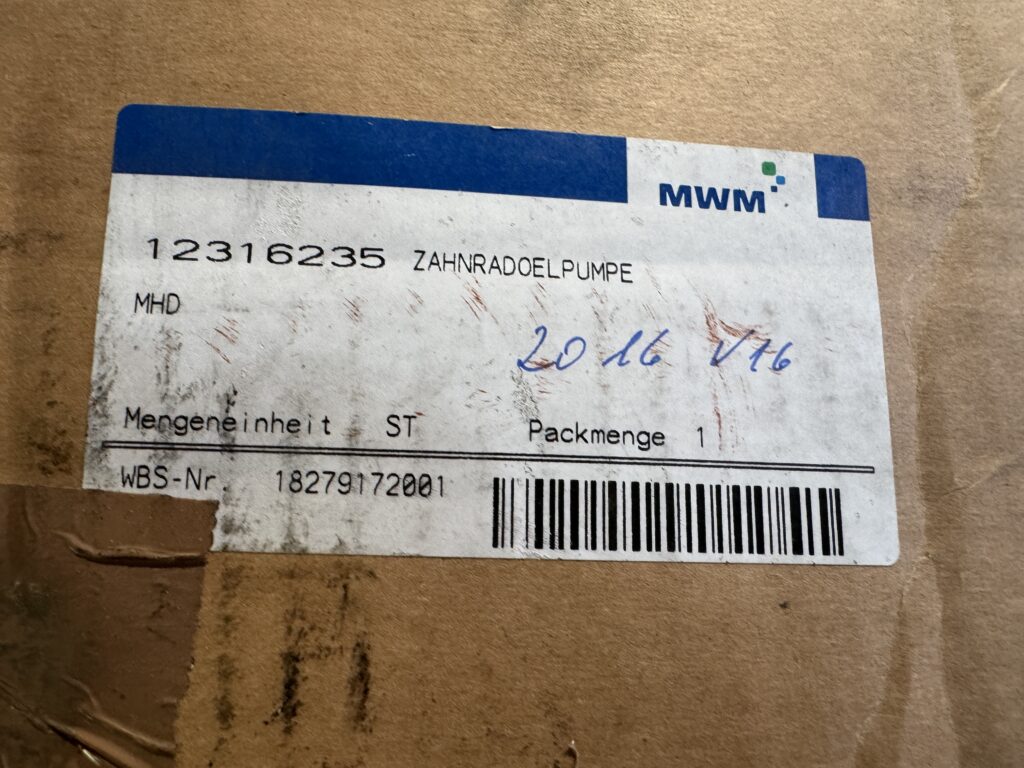 MWM
12316235 ZAHNRADOELPUMPE
MHD
2016 V16
Mengeneinheit ST Packmenge 1
WBS-Nr. 18279172001